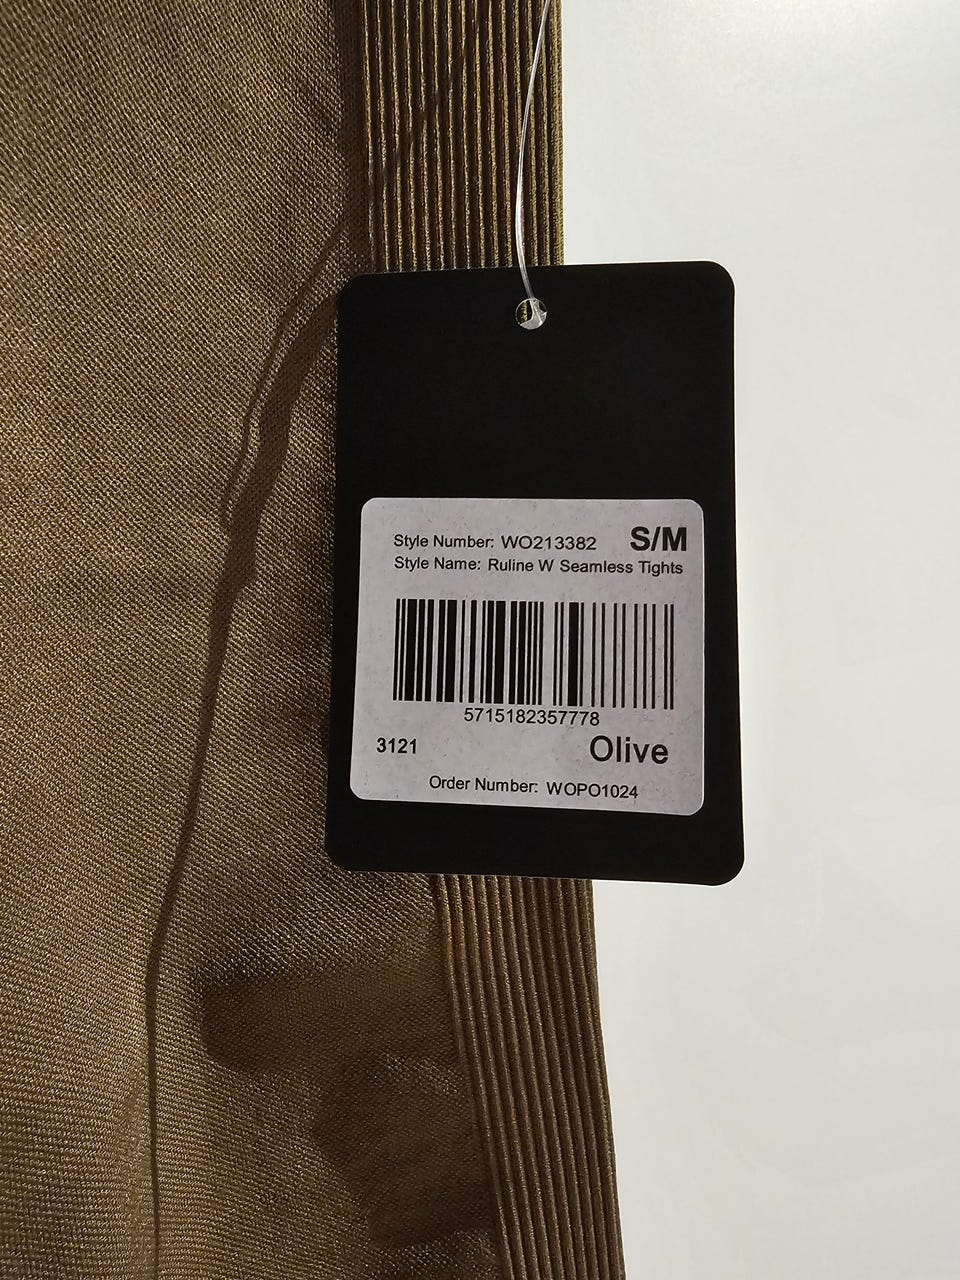 Style Number: WO213382 S/M
Style Name: Ruline W Seamless Tights
5715182357778
3121 Olive
Order Number: WOPO1024